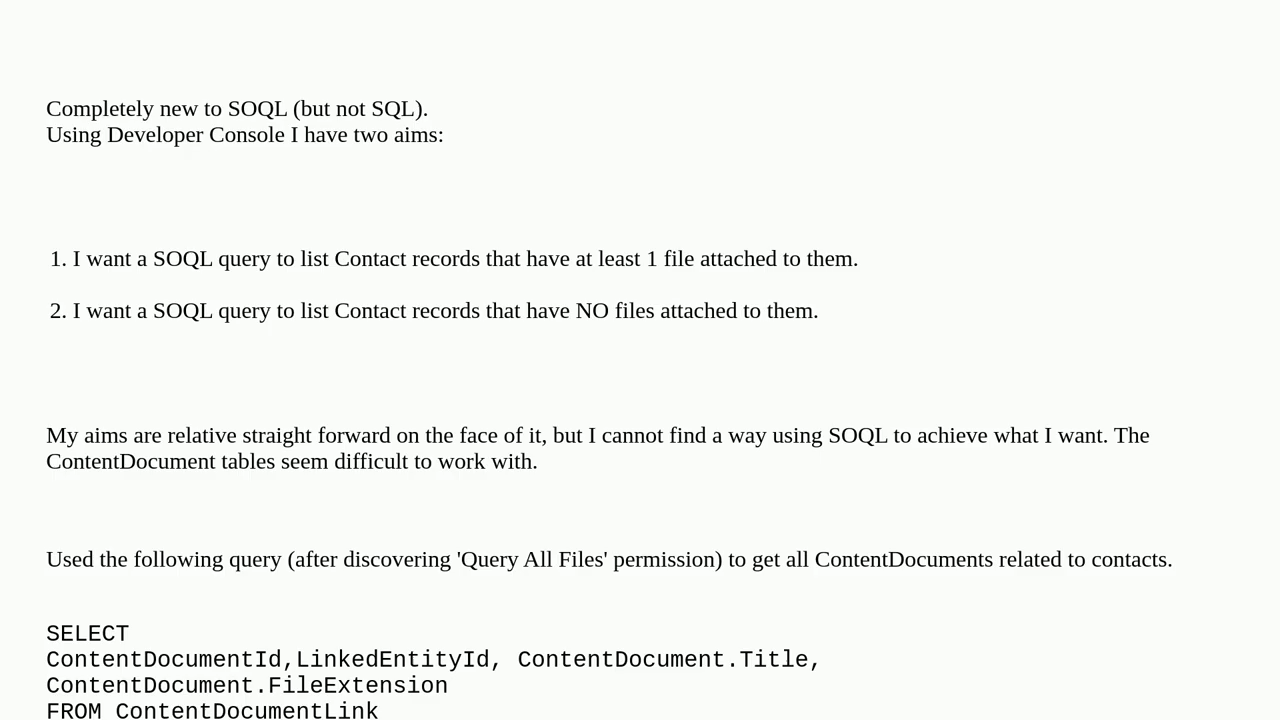 Completely new to SOQL (but not SQL).
Using Developer Console I have two aims:
1. I want a SOQL query to list Contact records that have at least 1 file attached to them.
2. I want a SOQL query to list Contact records that have NO files attached to them.
My aims are relative straight forward on the face of it, but I cannot find a way using SOQL to achieve what I want. The
ContentDocument tables seem difficult to work with.
Used the following query (after discovering 'Query All Files' permission) to get all ContentDocuments related to contacts.
SELECT
ContentDocumentId,LinkedEntityId, ContentDocument.Title,
ContentDocument.FileExtension
FROM ContentDocumentLink